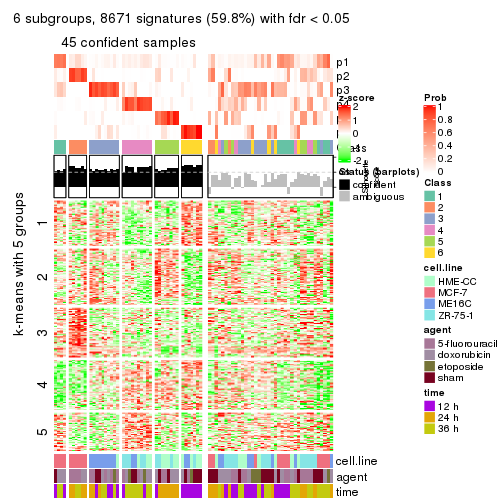 6 subgroups, 8671 signatures (59.8%) with fdr < 0.05
45 confident samples
p1
p2
p3
z-score
2
1
0
-1
-2
Status (barplots)
confident
ambiguous
Silhouette
score
k-means with 5 groups
1
2
3
4
5
cell.line
agent
time
Prob
1
0.8
0.6
0.4
0.2
0
Class
1
2
3
4
5
6
cell.line
HME-CC
MCF-7
ME16C
ZR-75-1
agent
5-fluorouracil
doxorubicin
etoposide
sham
time
12 h
24 h
36 h